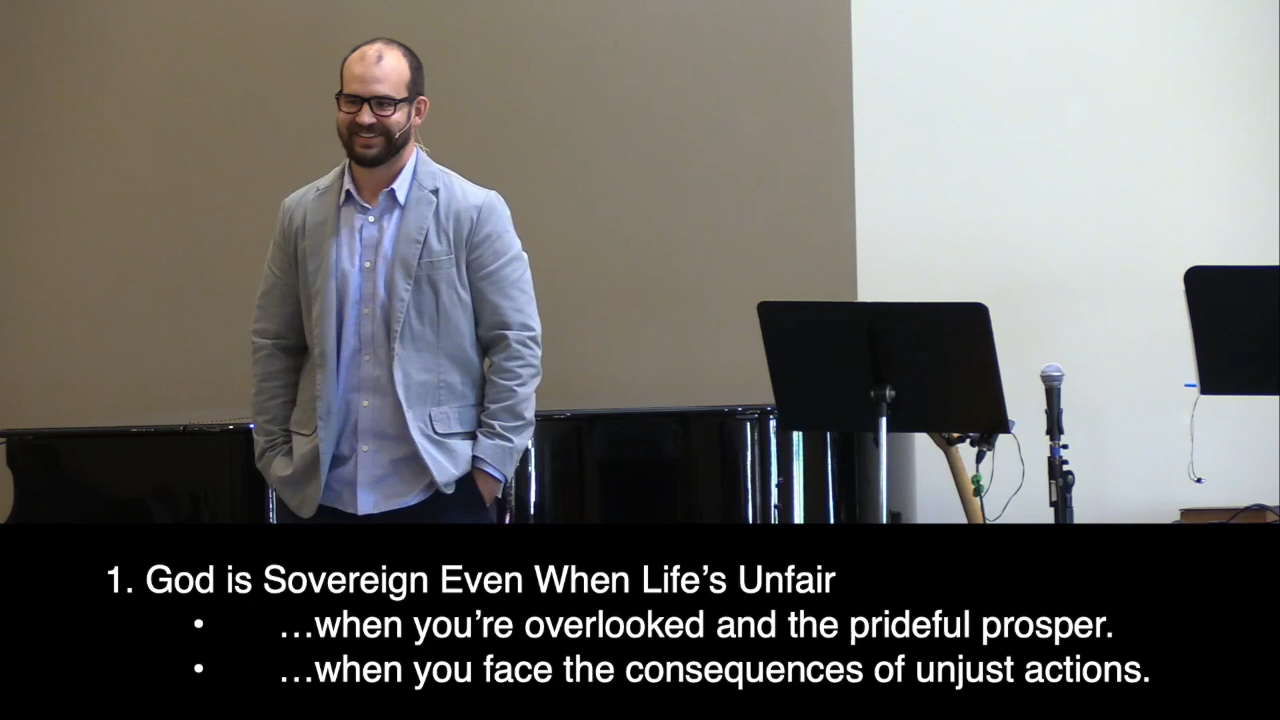 1. God is Sovereign Even When Life’s Unfair
• …when you’re overlooked and the prideful prosper.
• …when you face the consequences of unjust actions.